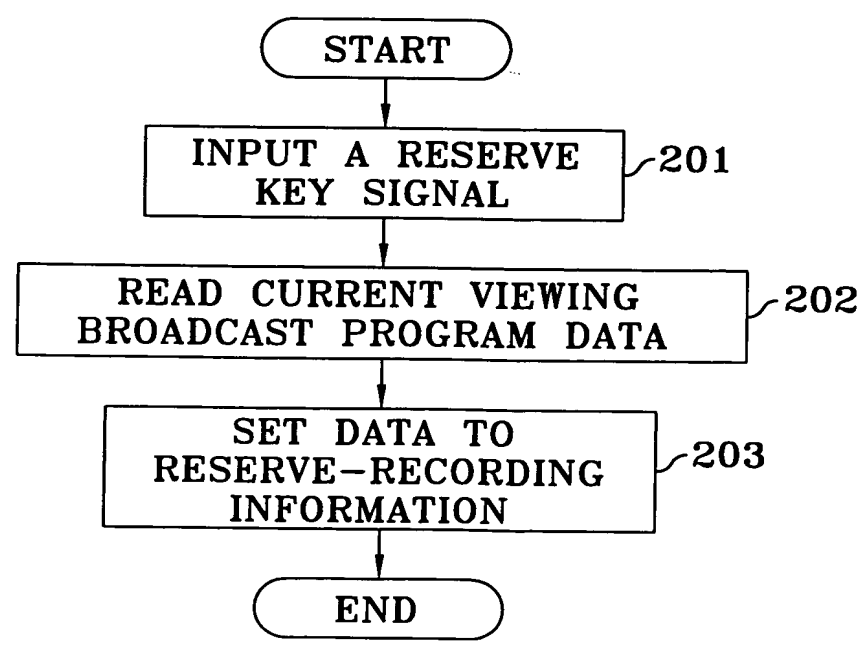 START
INPUT A RESERVE
KEY SIGNAL
201
READ CURRENT VIEWING
BROADCAST PROGRAM DATA
202
SET DATA TO
RESERVE-RECORDING
INFORMATION
203
END